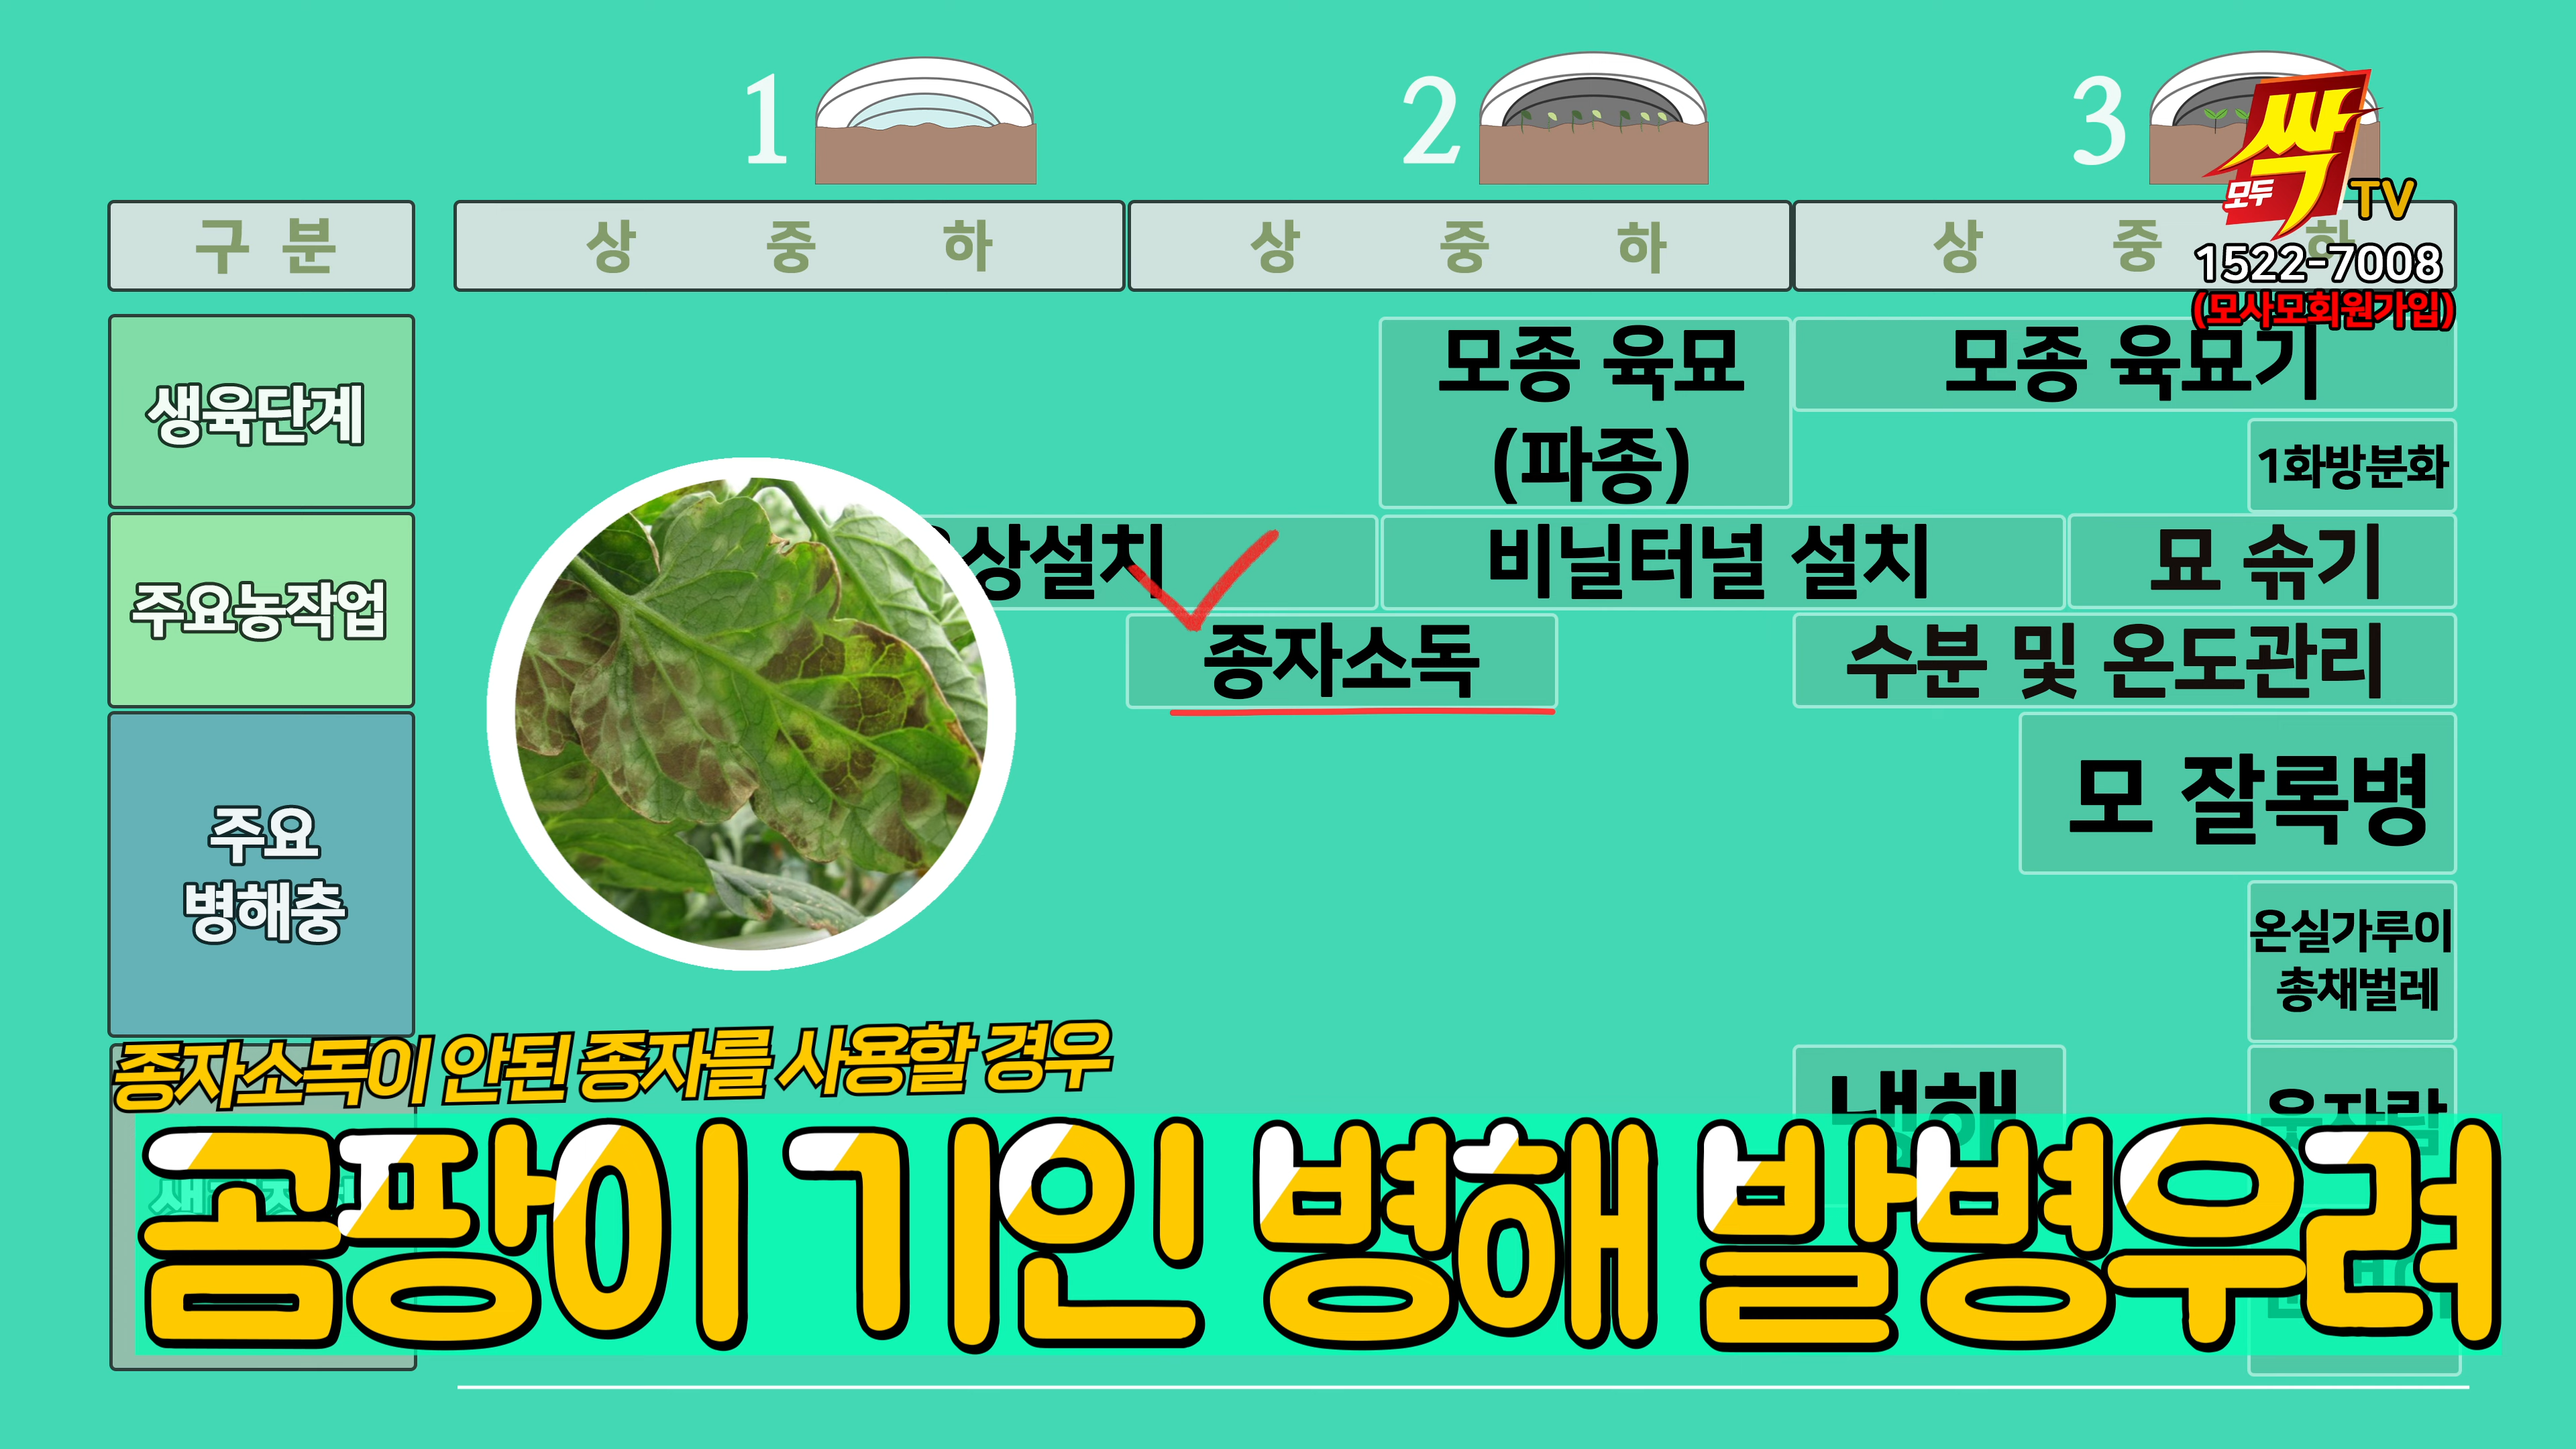 1
2
3
싹
모두
TV
1522-7008
(모사모회원가입)
구 분
상 중 하
상 중 하
상 중 하
생육단계
모종 육묘
(파종)
모종 육묘기
1화방분화
주요농작업
상설치
비닐터널 설치
묘 솎기
종자소독
수분 및 온도관리
주요
병해충
모 잘록병
온실가루이
총채벌레
냉해
웃자람
종자소독이 안된 종자를 사용할 경우
곰팡이 기인 병해 발병우려